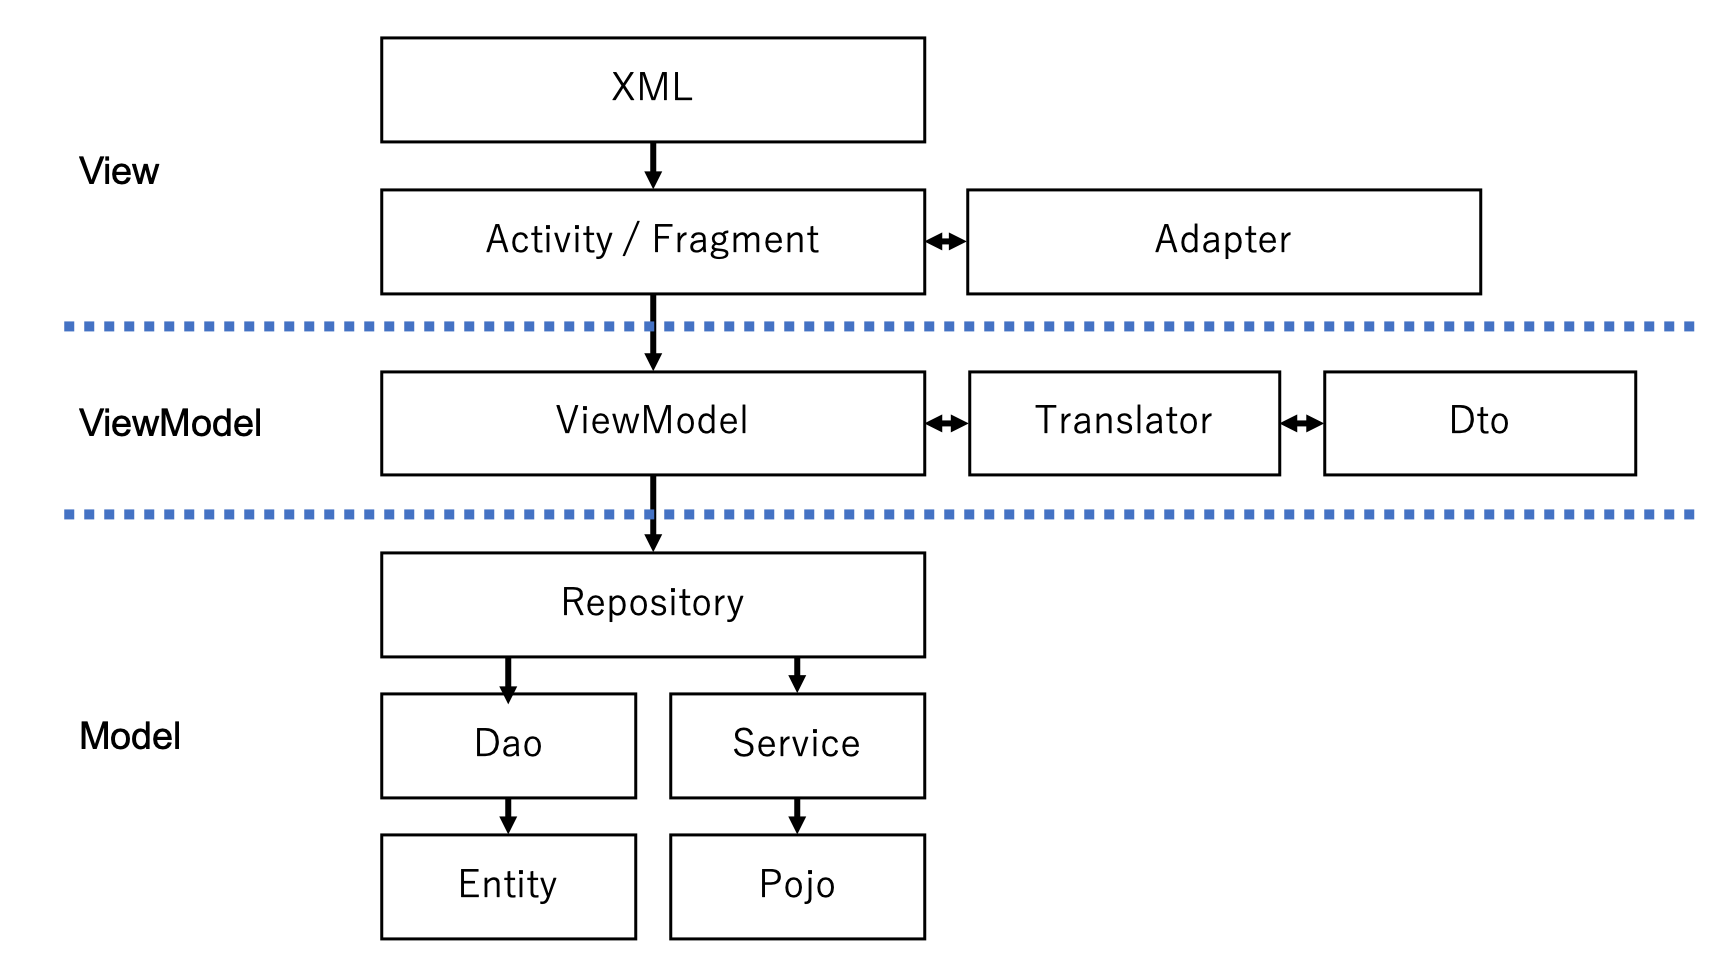 XML
View
Activity / Fragment
Adapter
ViewModel
ViewModel
Translator
Dto
Repository
Model
Dao
Service
Entity
Pojo